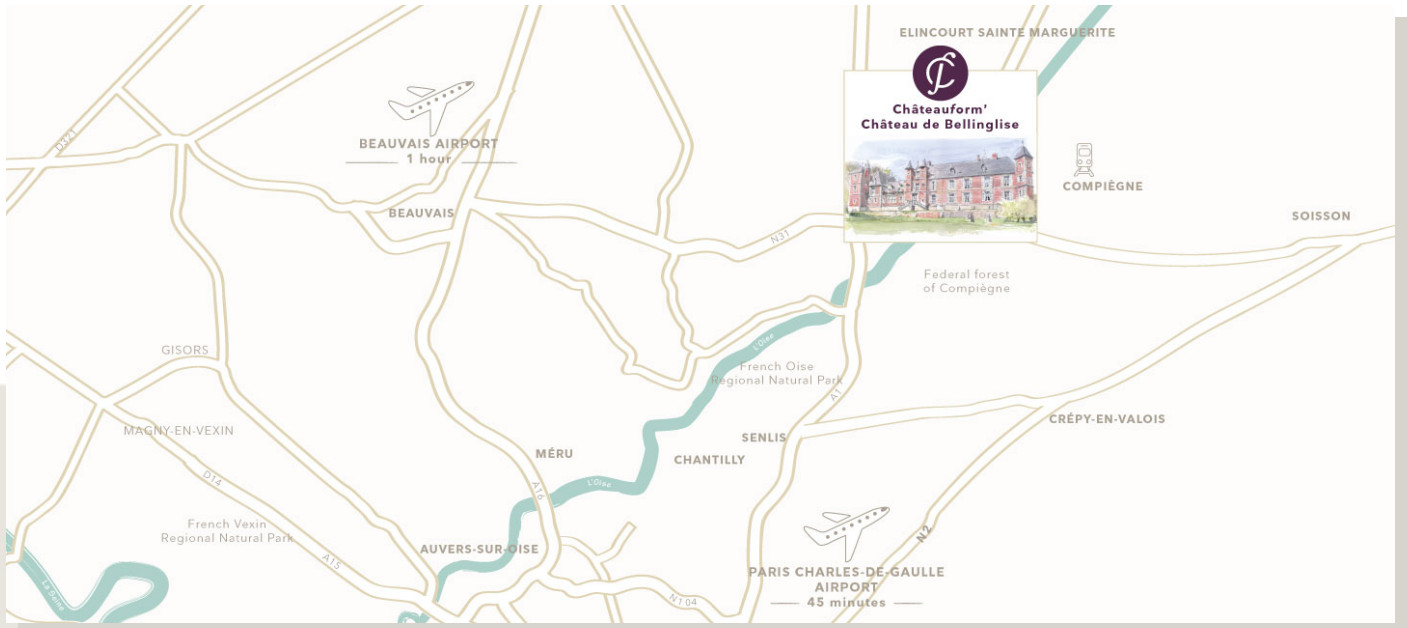 ELINCOURT SAINTE MARGUERITE
Châteauform'
Château de Bellinglise
D321
BEAUVAIS AIRPORT
1 hour
COMPIÈGNE
BEAUVAIS
SOISSON
N31
Federal forest
of Compiègne
L'Oise
GISORS
French Oise
Regional Natural Park
A1
MAGNY-EN-VEXIN
CRÉPY-EN-VALOIS
SENLIS
MÉRU
CHANTILLY
D14
A16
L'Oise
French Vexin
Regional Natural Park
N2
AUVERS-SUR-OISE
A15
PARIS CHARLES-DE-GAULLE
AIRPORT
45 minutes
La Seine
N104